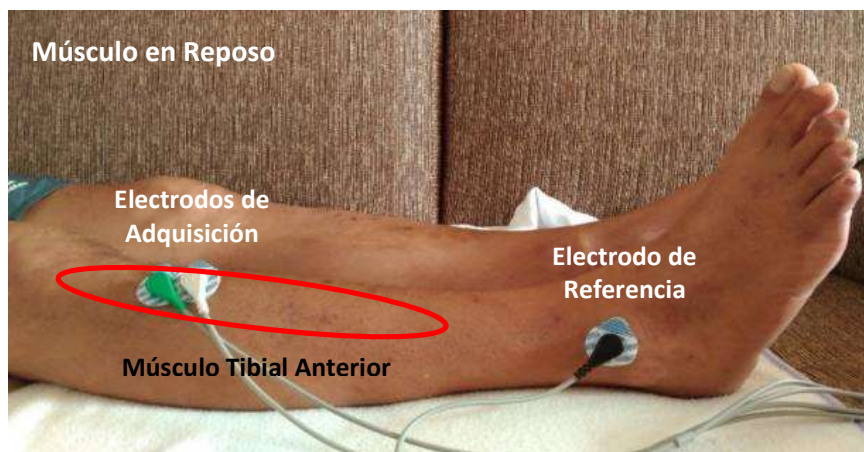 Músculo en Reposo
Electrodos de
Adquisición
Electrodo de
Referencia
Músculo Tibial Anterior